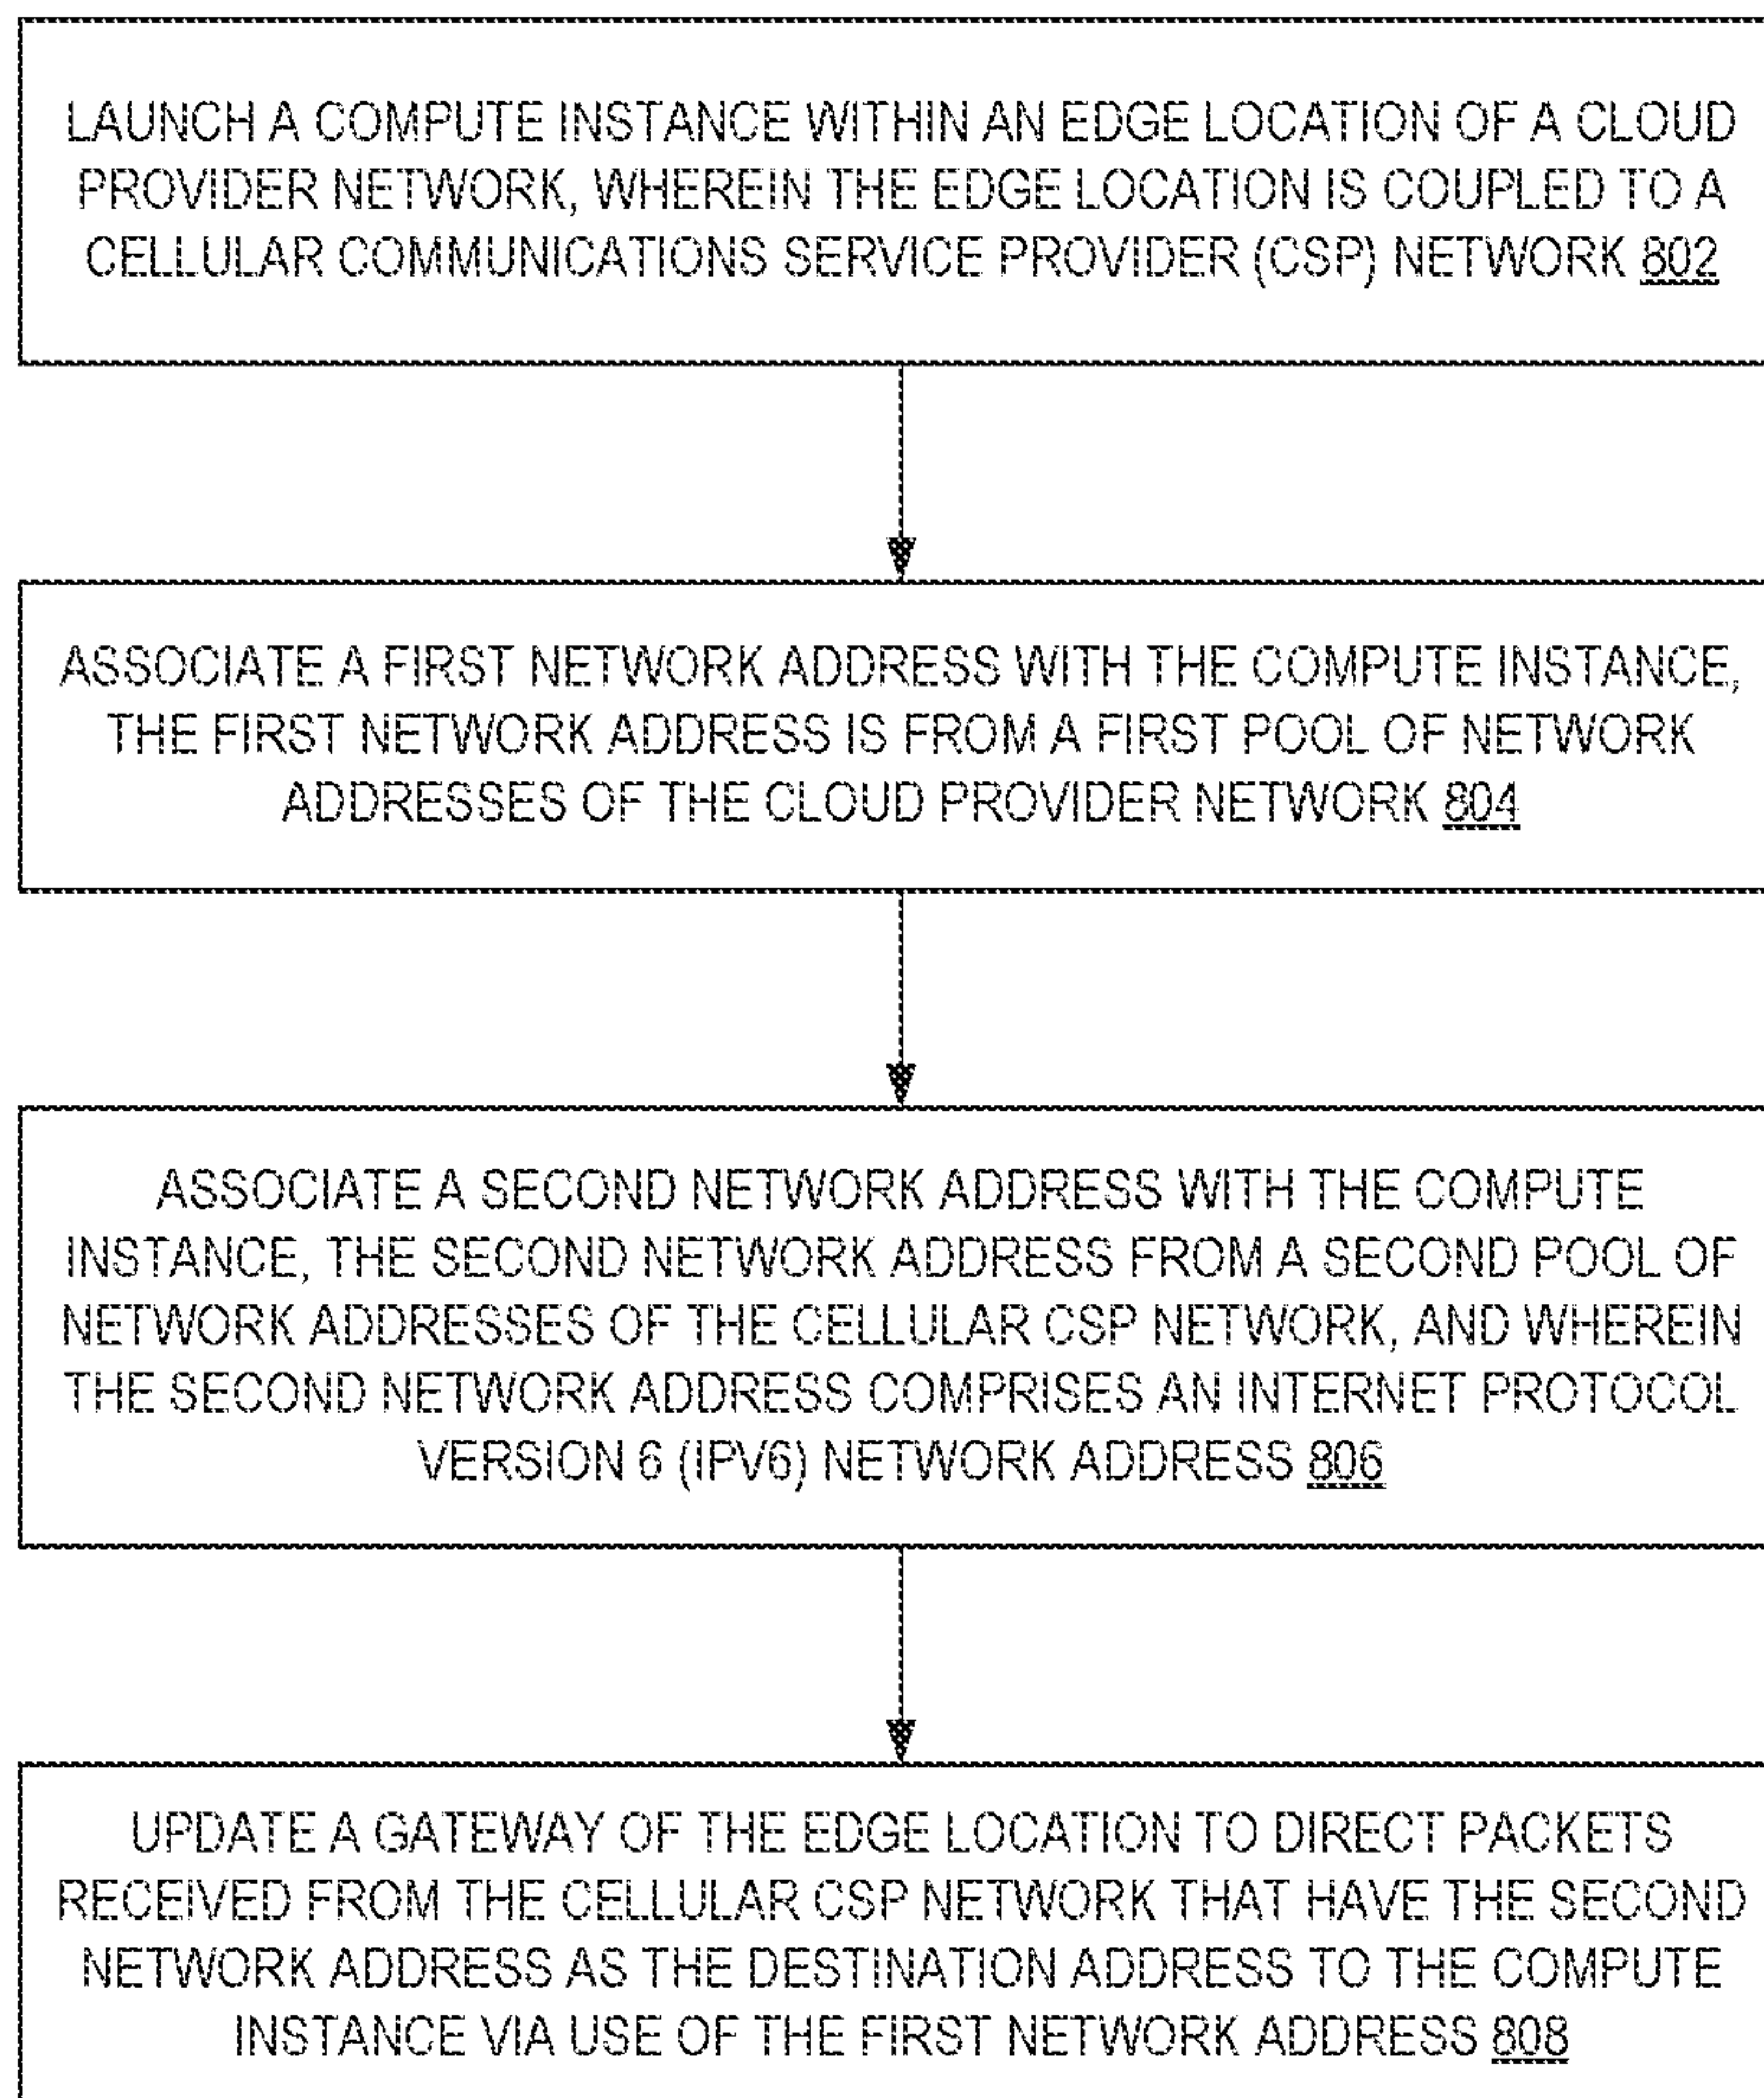 LAUNCH A COMPUTE INSTANCE WITHIN AN EDGE LOCATION OF A CLOUD
PROVIDER NETWORK, WHEREIN THE EDGE LOCATION IS COUPLED TO A
CELLULAR COMMUNICATIONS SERVICE PROVIDER (CSP) NETWORK 802
ASSOCIATE A FIRST NETWORK ADDRESS WITH THE COMPUTE INSTANCE,
THE FIRST NETWORK ADDRESS IS FROM A FIRST POOL OF NETWORK
ADDRESSES OF THE CLOUD PROVIDER NETWORK 804
ASSOCIATE A SECOND NETWORK ADDRESS WITH THE COMPUTE
INSTANCE, THE SECOND NETWORK ADDRESS FROM A SECOND POOL OF
NETWORK ADDRESSES OF THE CELLULAR CSP NETWORK, AND WHEREIN
THE SECOND NETWORK ADDRESS COMPRISES AN INTERNET PROTOCOL
VERSION 6 (IPV6) NETWORK ADDRESS 806
UPDATE A GATEWAY OF THE EDGE LOCATION TO DIRECT PACKETS
RECEIVED FROM THE CELLULAR CSP NETWORK THAT HAVE THE SECOND
NETWORK ADDRESS AS THE DESTINATION ADDRESS TO THE COMPUTE
INSTANCE VIA USE OF THE FIRST NETWORK ADDRESS 808